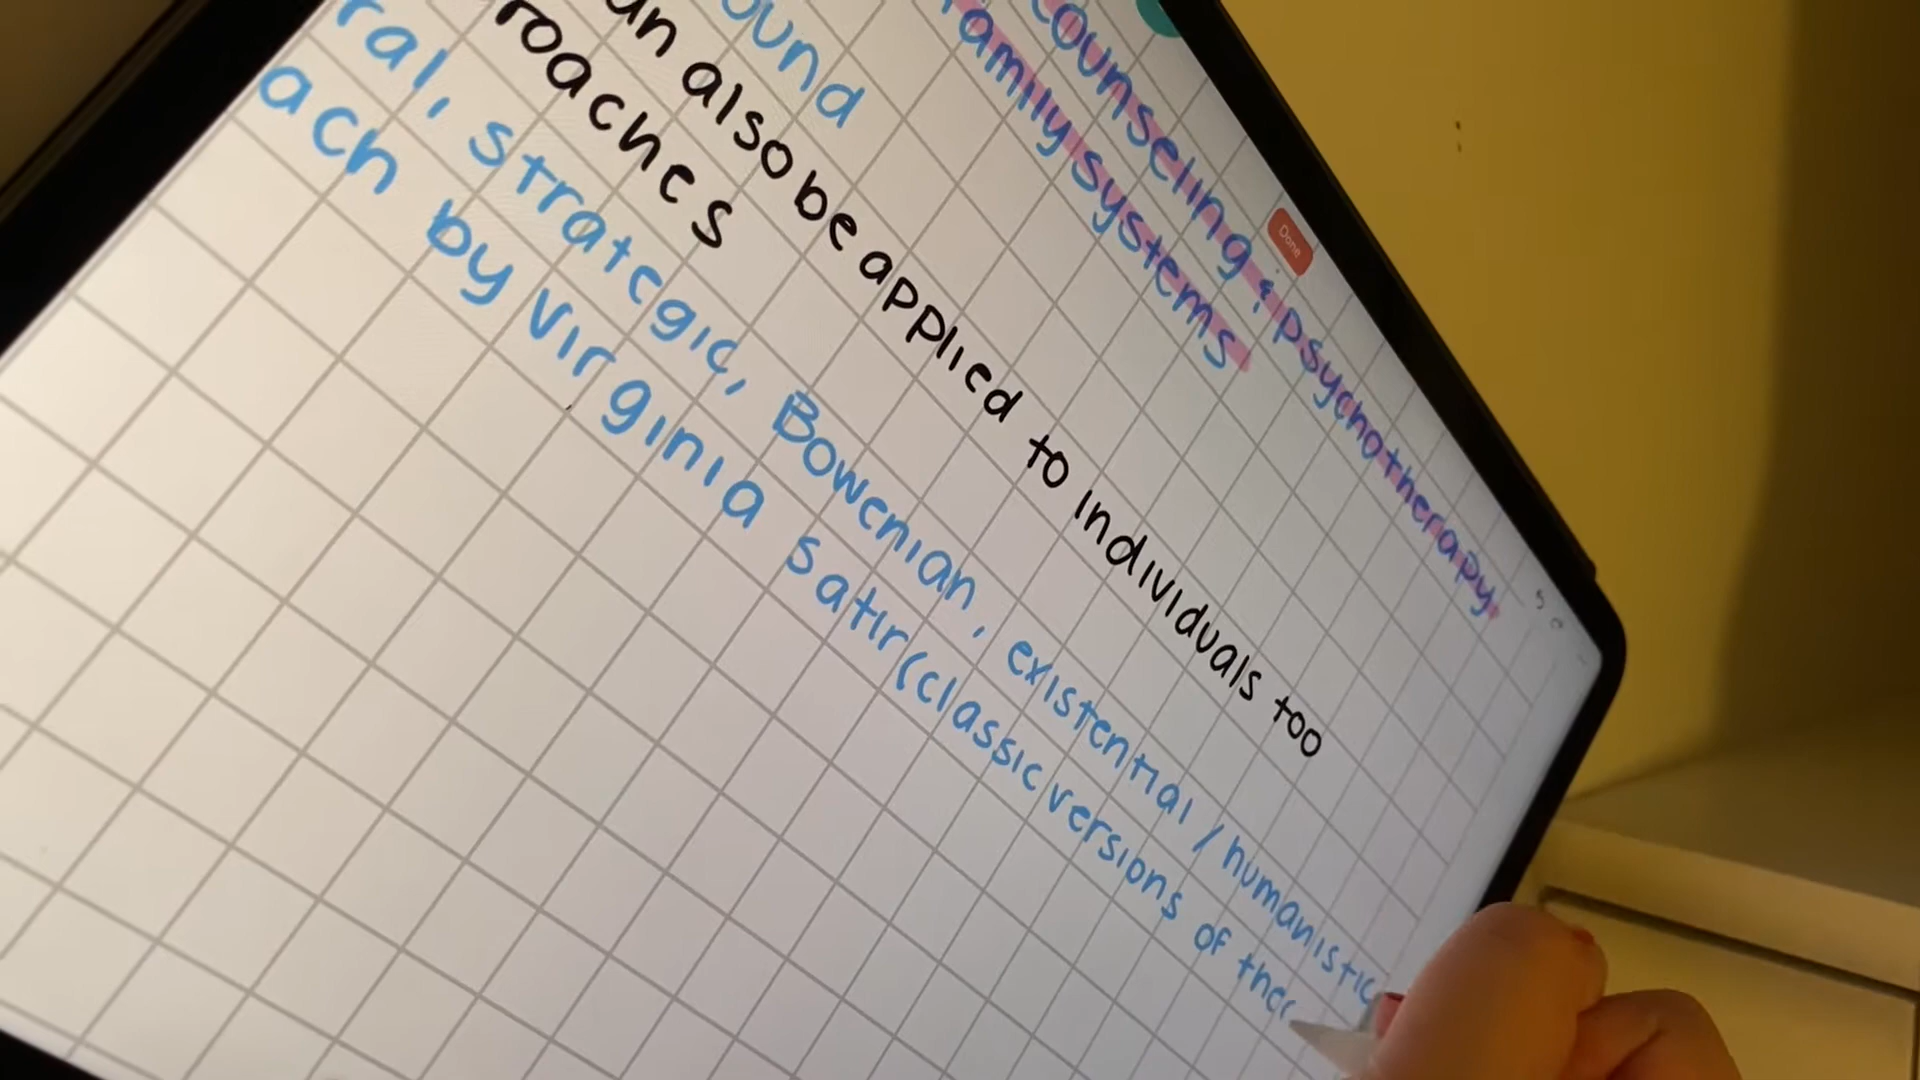 Done
counseling & psychotherapy
family systems
ound
an also be applied to individuals too
roaches
ral, strategic, Bowenian, existential / humanistic
ach by Virginia Satir (classic versions of ther